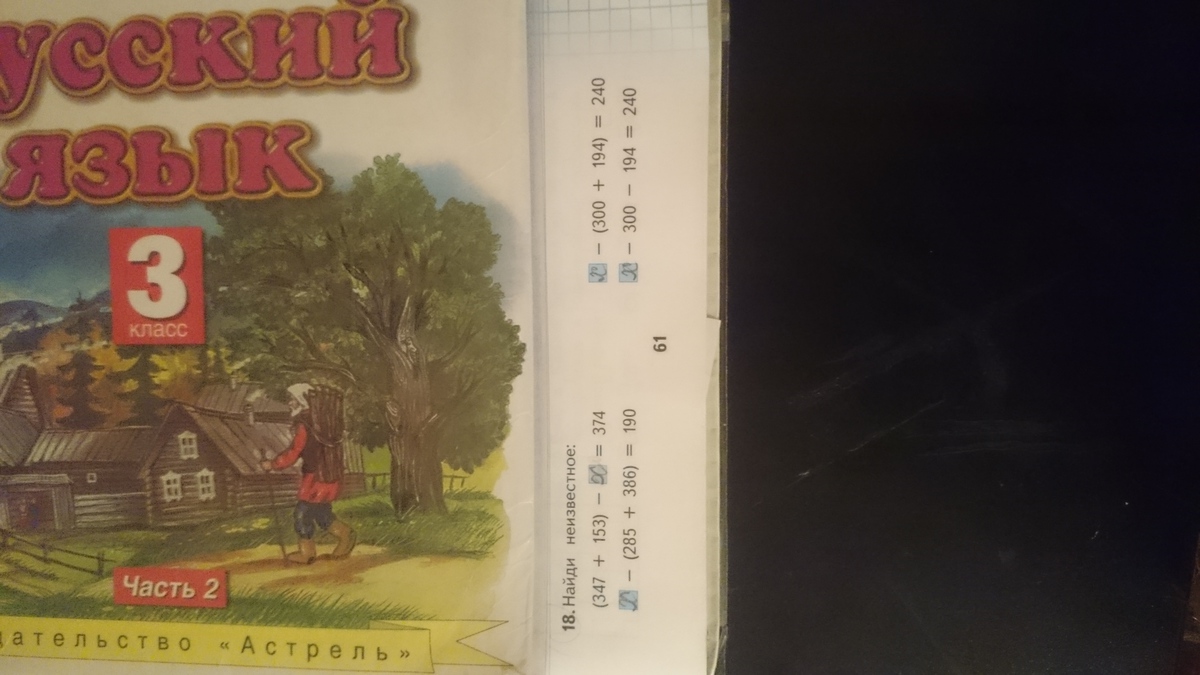 усский
язык
3
класс
Часть 2
дательство «Астрель»
18. Найди неизвестное:
(347 + 153) − x = 374
x − (285 + 386) = 190
x − (300 + 194) = 240
x − 300 − 194 = 240
61